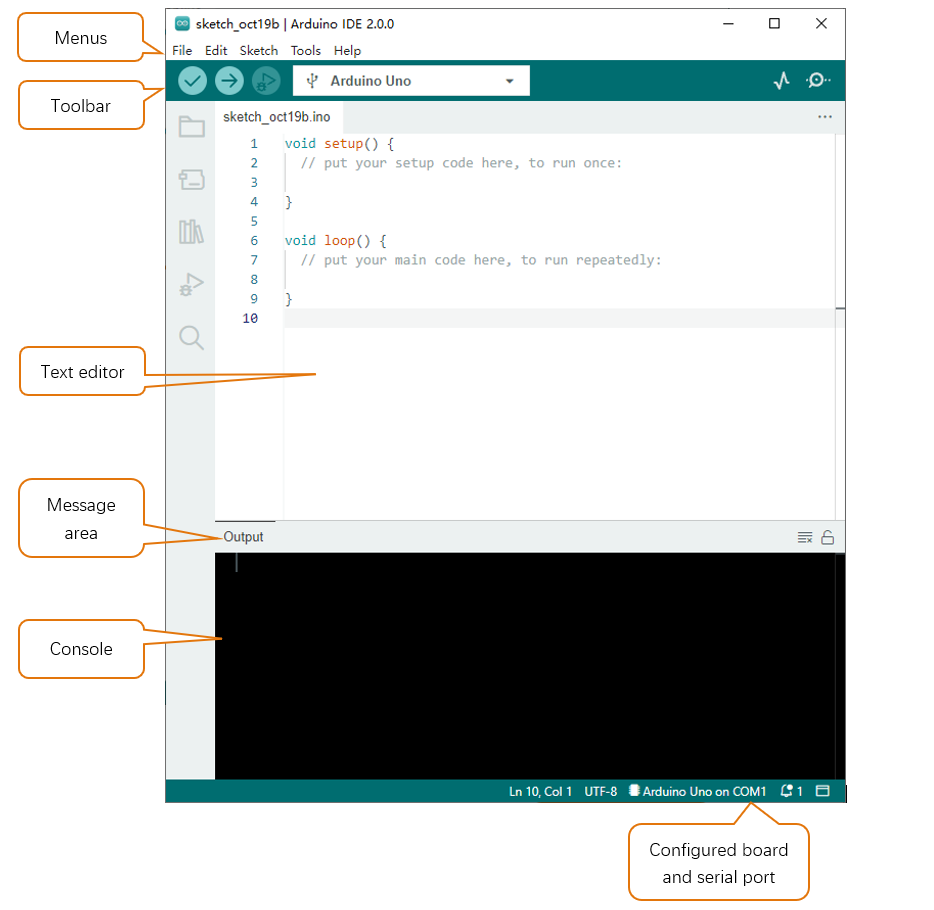 Menus
Toolbar
Text editor
Message
area
Console
sketch_oct19b | Arduino IDE 2.0.0
File Edit Sketch Tools Help
Arduino Uno
sketch_oct19b.ino
1 void setup() {
2 // put your setup code here, to run once:
3
4 }
5
6 void loop() {
7 // put your main code here, to run repeatedly:
8
9 }
10
Output
Ln 10, Col 1 UTF-8 Arduino Uno on COM1 1
Configured board
and serial port